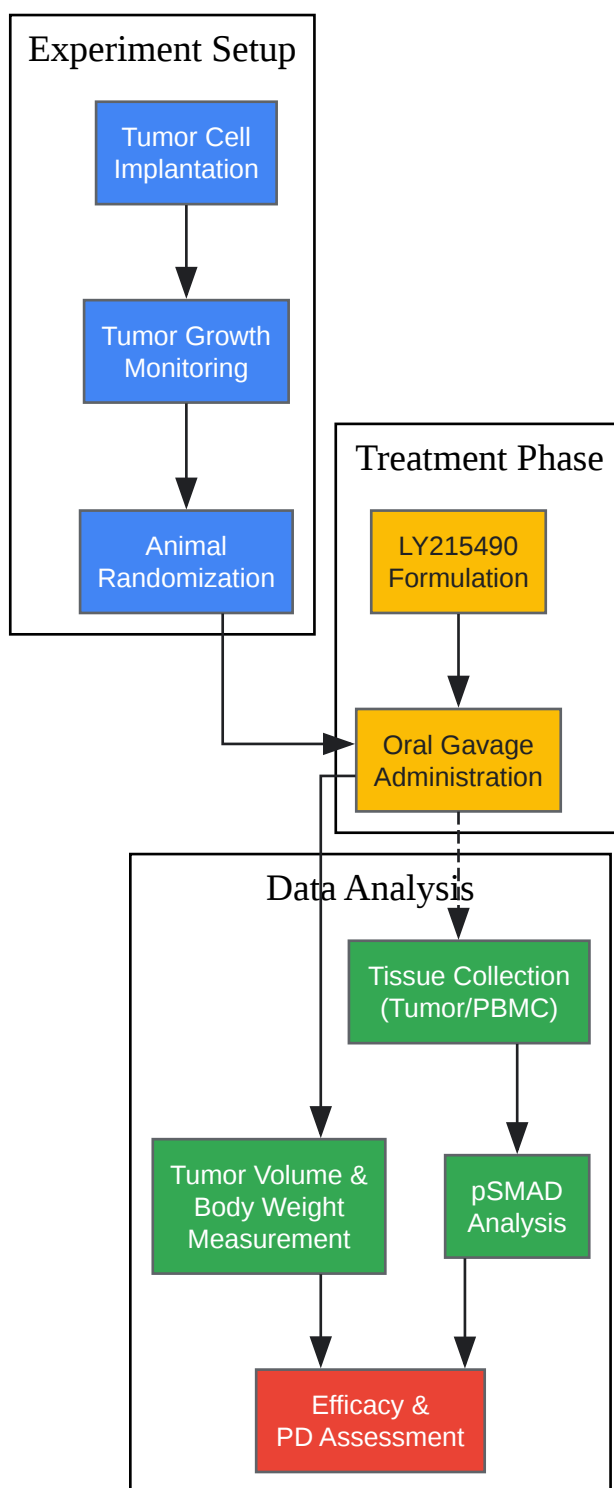 Experiment Setup
Tumor Cell
Implantation
Tumor Growth
Monitoring
Animal
Randomization
Treatment Phase
LY215490
Formulation
Oral Gavage
Administration
Data Analysis
Tissue Collection
(Tumor/PBMC)
Tumor Volume &
Body Weight
Measurement
pSMAD
Analysis
Efficacy &
PD Assessment